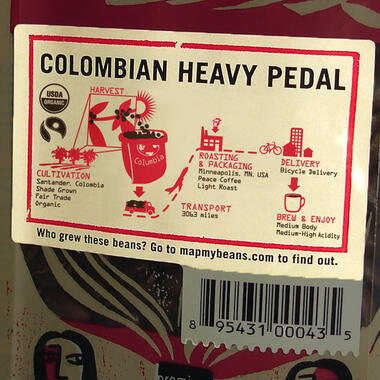 COLOMBIAN HEAVY PEDAL
USDA
ORGANIC
HARVEST
Columbia
CULTIVATION
Santander, Colombia
Shade Grown
Fair Trade
Organic
ROASTING
& PACKAGING
Minneapolis, MN, USA
Peace Coffee
Light Roast
DELIVERY
Bicycle Delivery
TRANSPORT
3063 miles
BREW & ENJOY
Medium Body
Medium-High Acidity
Who grew these beans? Go to mapmybeans.com to find out.
8 95431 00043 5